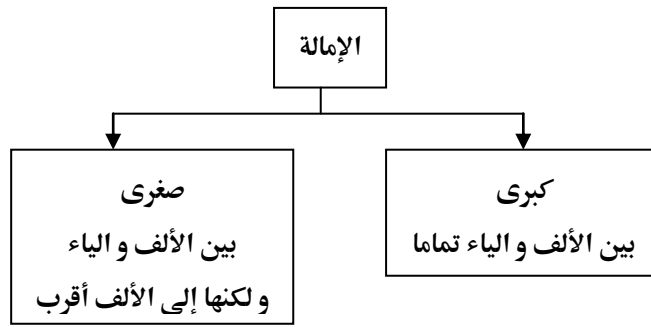 الإمالة
كبرى
بين الألف و الياء تماما
صغرى
بين الألف و الياء
و لكنها إلى الألف أقرب